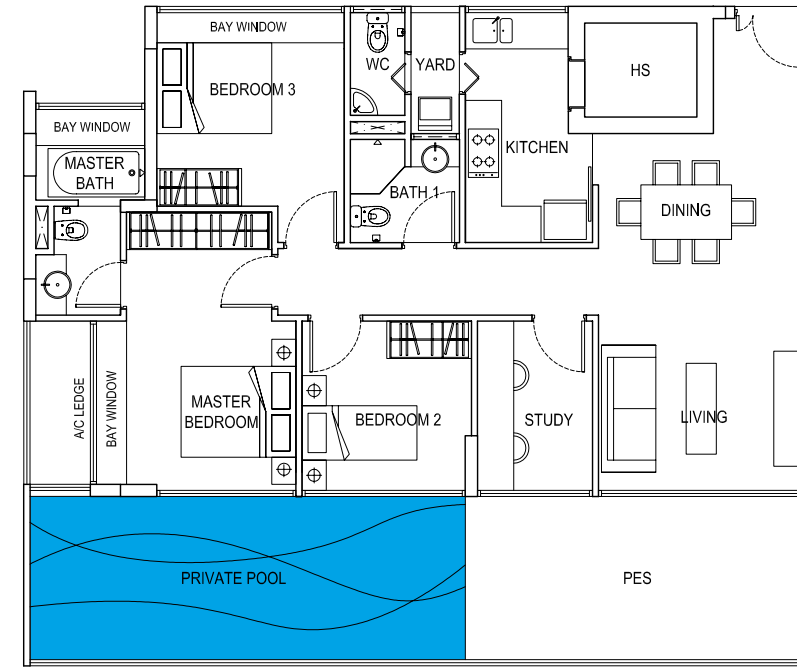 BAY WINDOW
WC
YARD
HS
BEDROOM 3
BAY WINDOW
KITCHEN
MASTER
BATH
BATH 1
DINING
A/C LEDGE
BAY WINDOW
MASTER
BEDROOM
BEDROOM 2
STUDY
LIVING
PRIVATE POOL
PES